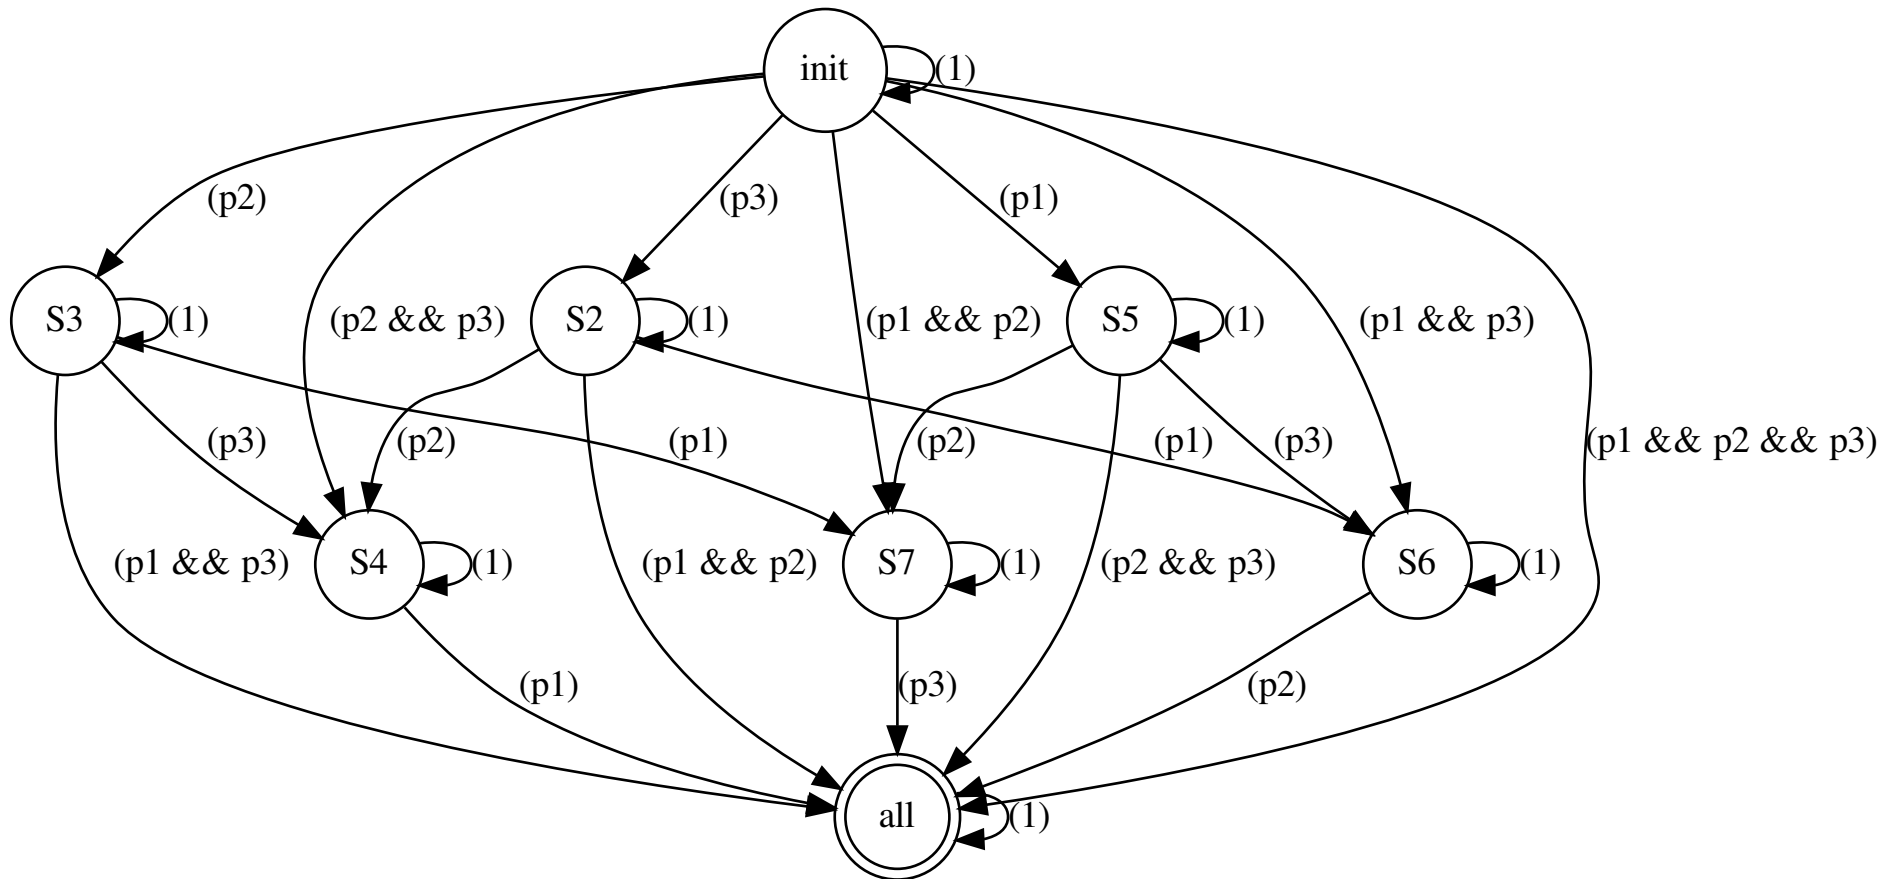 init
(1)
(p2)
(p3)
(p1)
S3
(1)
(p2 && p3)
S2
(1)
(p1 && p2)
S5
(1)
(p1 && p3)
(p3)
(p2)
(p1)
(p2)
(p1)
(p3)
(p1 && p2 && p3)
(p1 && p3)
S4
(1)
(p1 && p2)
S7
(1)
(p2 && p3)
S6
(1)
(p1)
(p3)
(p2)
all
(1)